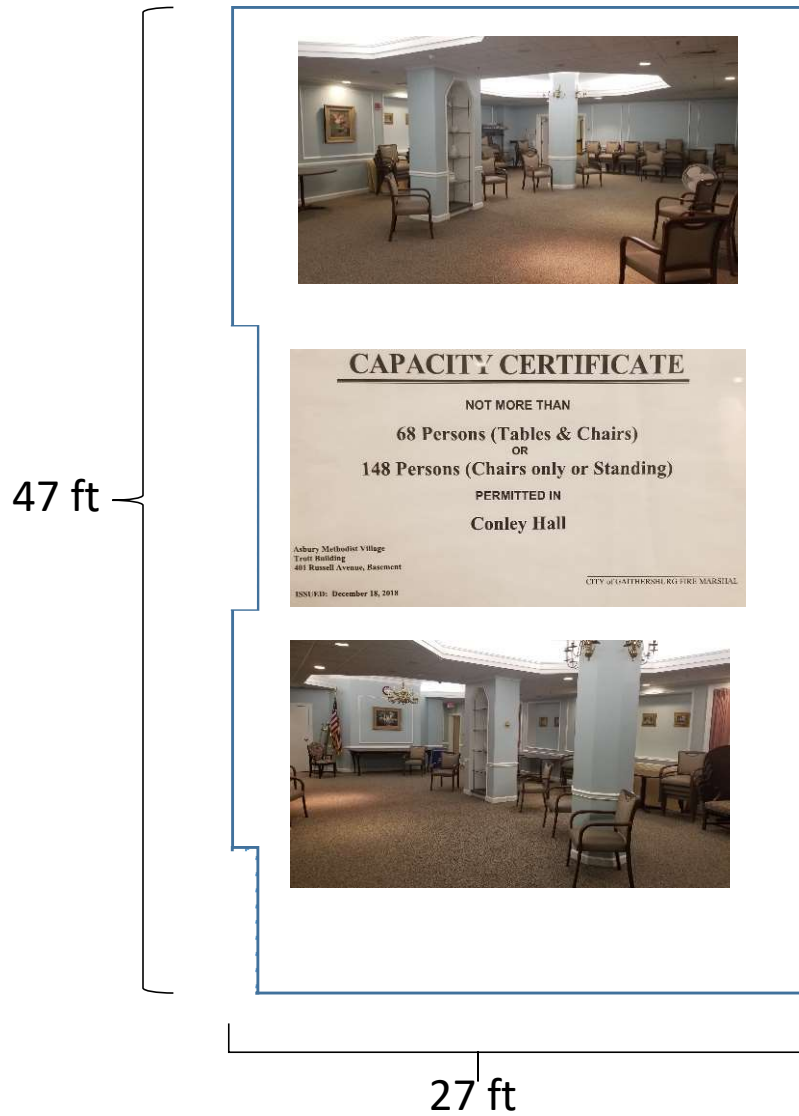 CAPACITY CERTIFICATE
NOT MORE THAN
68 Persons (Tables & Chairs)
OR
148 Persons (Chairs only or Standing)
PERMITTED IN
Conley Hall
Asbury Methodist Village
Trott Building
401 Russell Avenue, Basement
CITY of GAITHERSBURG FIRE MARSHAL
ISSUED: December 18, 2018
47 ft
27 ft